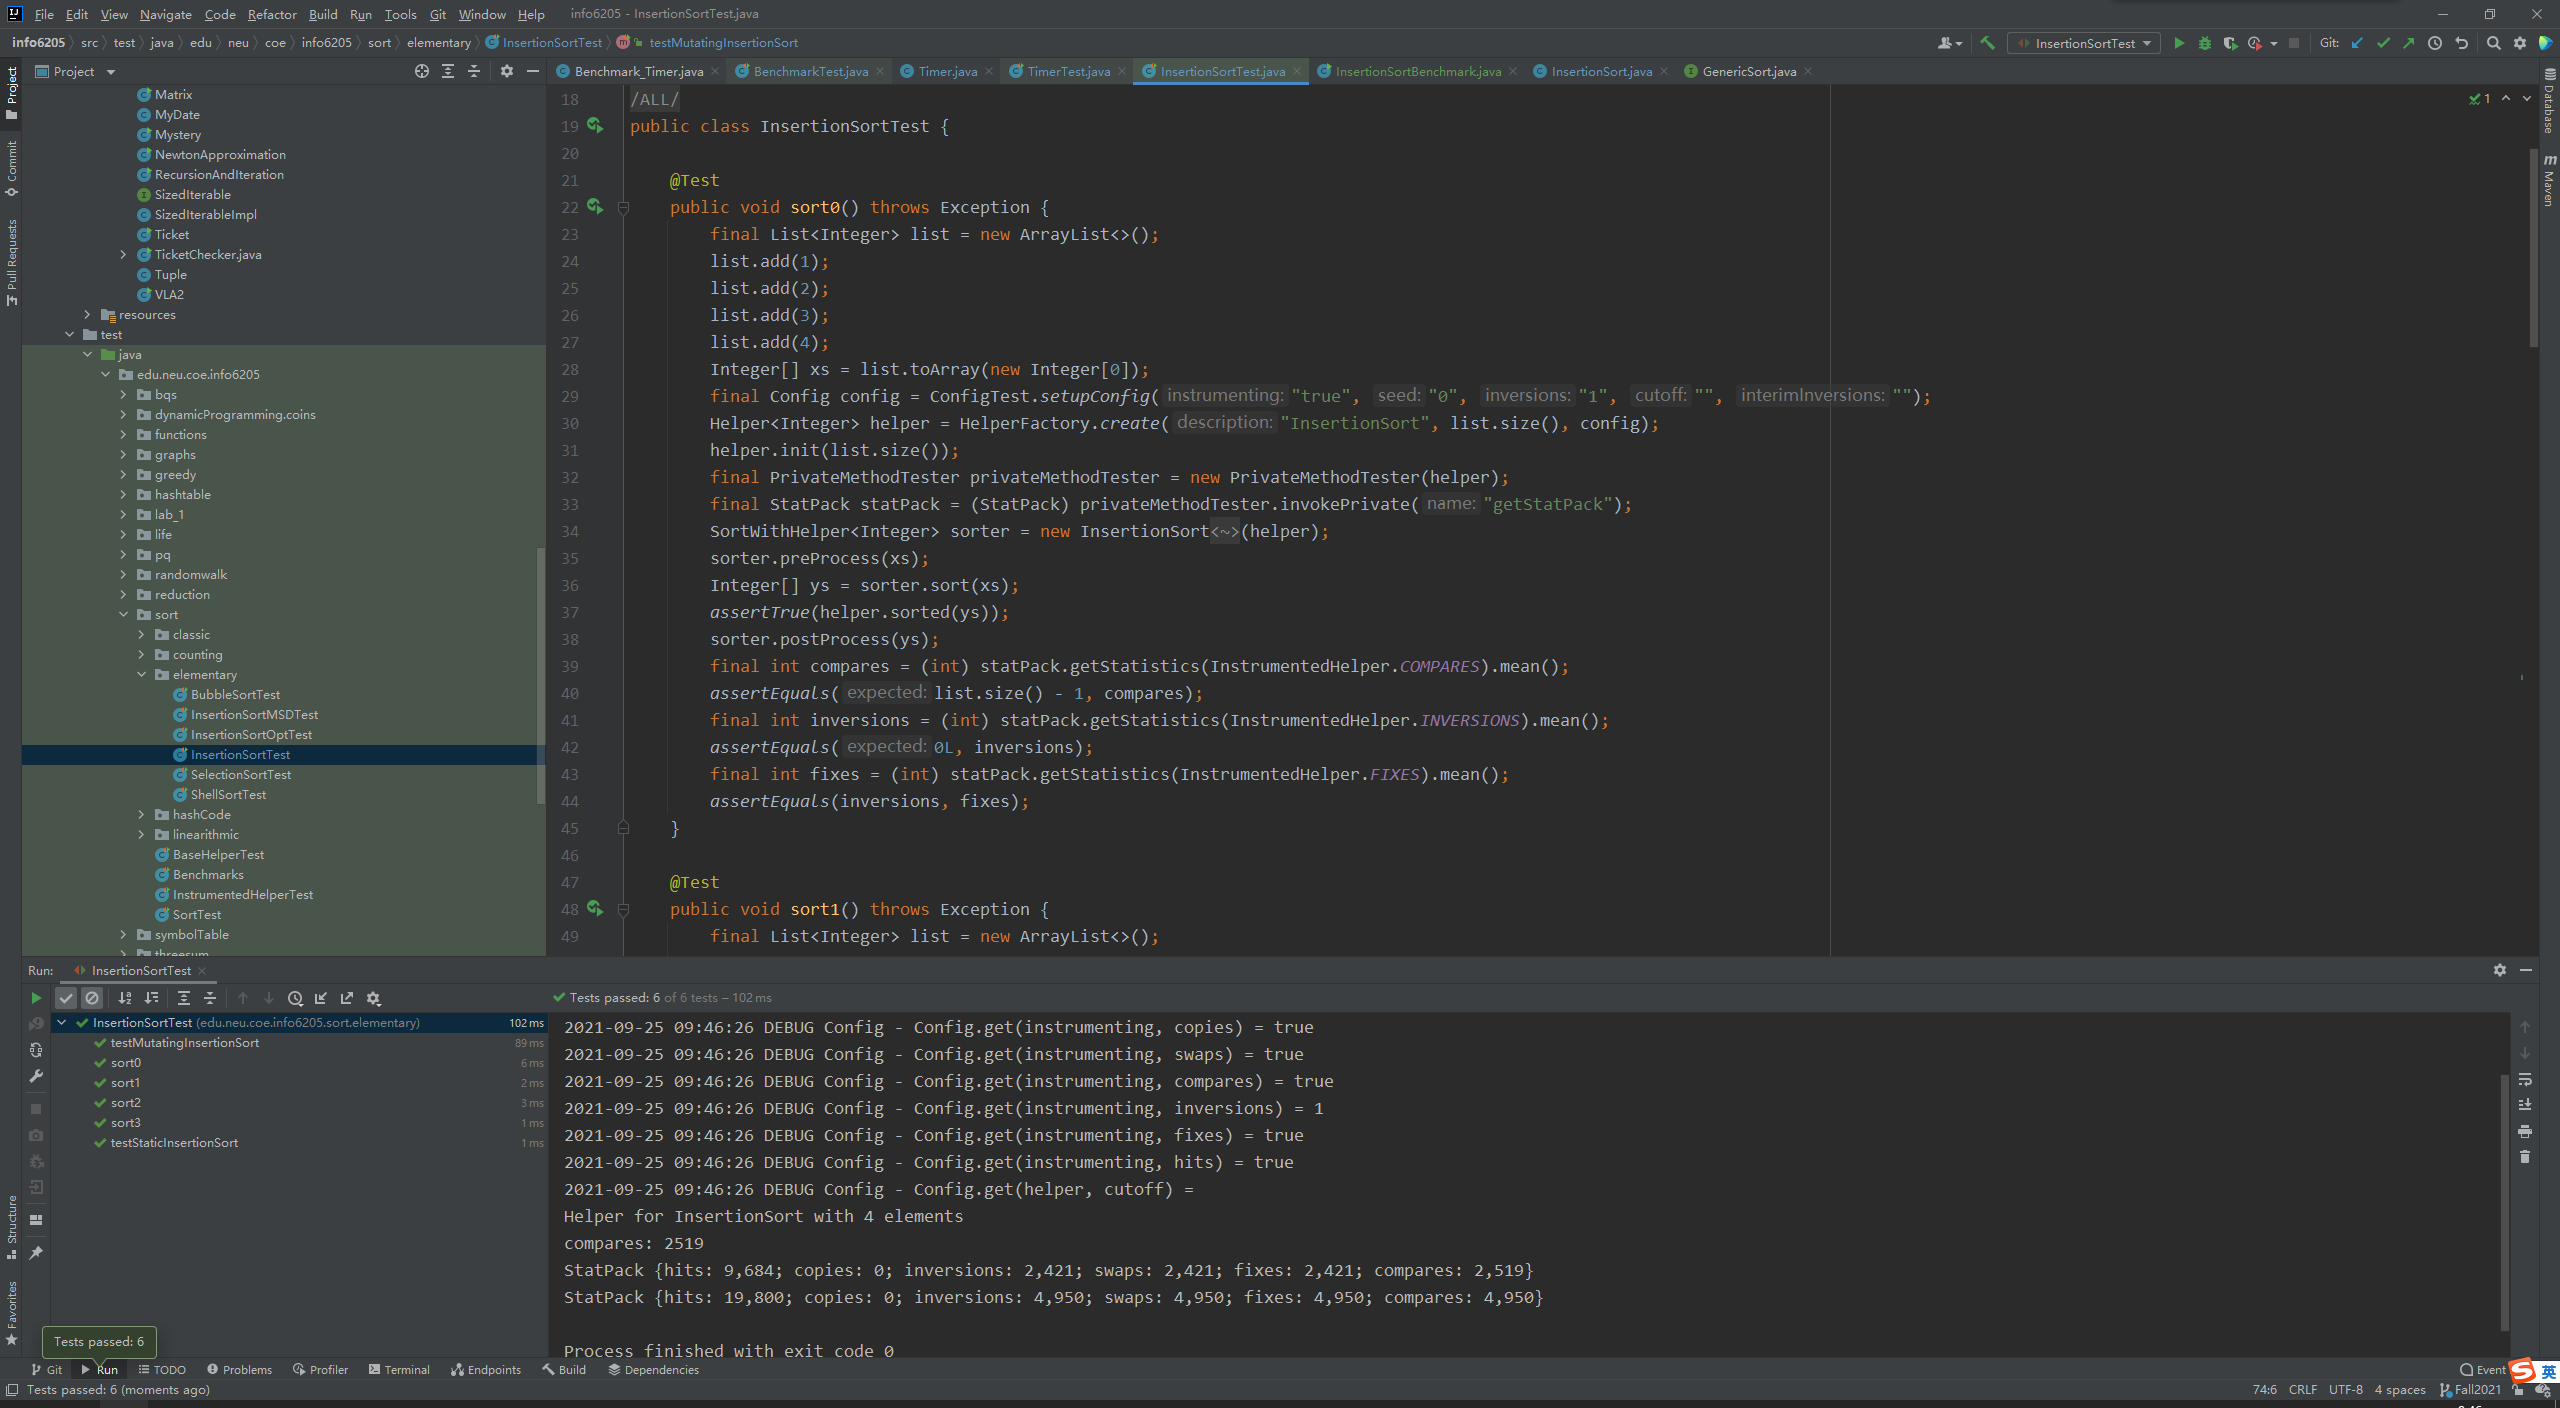 File Edit View Navigate Code Refactor Build Run Tools Git Window Help info6205 - InsertionSortTest.java
info6205 src test java edu neu coe info6205 sort elementary InsertionSortTest testMutatingInsertionSort InsertionSortTest Git:
Project
Benchmark_Timer.java BenchmarkTest.java Timer.java TimerTest.java InsertionSortTest.java InsertionSortBenchmark.java InsertionSort.java GenericSort.java
Project
Commit
Pull Requests
Structure
Favorites
Database
Maven
Matrix
MyDate
Mystery
NewtonApproximation
RecursionAndIteration
SizedIterable
SizedIterableImpl
Ticket
TicketChecker.java
Tuple
VLA2
resources
test
java
edu.neu.coe.info6205
bqs
dynamicProgramming.coins
functions
graphs
greedy
hashtable
lab_1
life
pq
randomwalk
reduction
sort
classic
counting
elementary
BubbleSortTest
InsertionSortMSDTest
InsertionSortOptTest
InsertionSortTest
SelectionSortTest
ShellSortTest
hashCode
linearithmic
BaseHelperTest
Benchmarks
InstrumentedHelperTest
SortTest
symbolTable
threesum
1
18 /ALL/
19 public class InsertionSortTest {
20
21 @Test
22 public void sort0() throws Exception {
23 final List<Integer> list = new ArrayList<>();
24 list.add(1);
25 list.add(2);
26 list.add(3);
27 list.add(4);
28 Integer[] xs = list.toArray(new Integer[0]);
29 final Config config = ConfigTest.setupConfig( instrumenting: "true", seed: "0", inversions: "1", cutoff: "", interimInversions: "");
30 Helper<Integer> helper = HelperFactory.create( description: "InsertionSort", list.size(), config);
31 helper.init(list.size());
32 final PrivateMethodTester privateMethodTester = new PrivateMethodTester(helper);
33 final StatPack statPack = (StatPack) privateMethodTester.invokePrivate( name: "getStatPack");
34 SortWithHelper<Integer> sorter = new InsertionSort<~>(helper);
35 sorter.preProcess(xs);
36 Integer[] ys = sorter.sort(xs);
37 assertTrue(helper.sorted(ys));
38 sorter.postProcess(ys);
39 final int compares = (int) statPack.getStatistics(InstrumentedHelper.COMPARES).mean();
40 assertEquals( expected: list.size() - 1, compares);
41 final int inversions = (int) statPack.getStatistics(InstrumentedHelper.INVERSIONS).mean();
42 assertEquals( expected: 0L, inversions);
43 final int fixes = (int) statPack.getStatistics(InstrumentedHelper.FIXES).mean();
44 assertEquals(inversions, fixes);
45 }
46
47 @Test
48 public void sort1() throws Exception {
49 final List<Integer> list = new ArrayList<>();
Run: InsertionSortTest
Tests passed: 6 of 6 tests – 102 ms
InsertionSortTest (edu.neu.coe.info6205.sort.elementary) 102 ms
testMutatingInsertionSort 89 ms
sort0 6 ms
sort1 2 ms
sort2 3 ms
sort3 1 ms
testStaticInsertionSort 1 ms
2021-09-25 09:46:26 DEBUG Config - Config.get(instrumenting, copies) = true
2021-09-25 09:46:26 DEBUG Config - Config.get(instrumenting, swaps) = true
2021-09-25 09:46:26 DEBUG Config - Config.get(instrumenting, compares) = true
2021-09-25 09:46:26 DEBUG Config - Config.get(instrumenting, inversions) = 1
2021-09-25 09:46:26 DEBUG Config - Config.get(instrumenting, fixes) = true
2021-09-25 09:46:26 DEBUG Config - Config.get(instrumenting, hits) = true
2021-09-25 09:46:26 DEBUG Config - Config.get(helper, cutoff) =
Helper for InsertionSort with 4 elements
compares: 2519
StatPack {hits: 9,684; copies: 0; inversions: 2,421; swaps: 2,421; fixes: 2,421; compares: 2,519}
StatPack {hits: 19,800; copies: 0; inversions: 4,950; swaps: 4,950; fixes: 4,950; compares: 4,950}
Process finished with exit code 0
Tests passed: 6
Git Run TODO Problems Profiler Terminal Endpoints Build Dependencies Event
英
Tests passed: 6 (moments ago) 74:6 CRLF UTF-8 4 spaces Fall2021